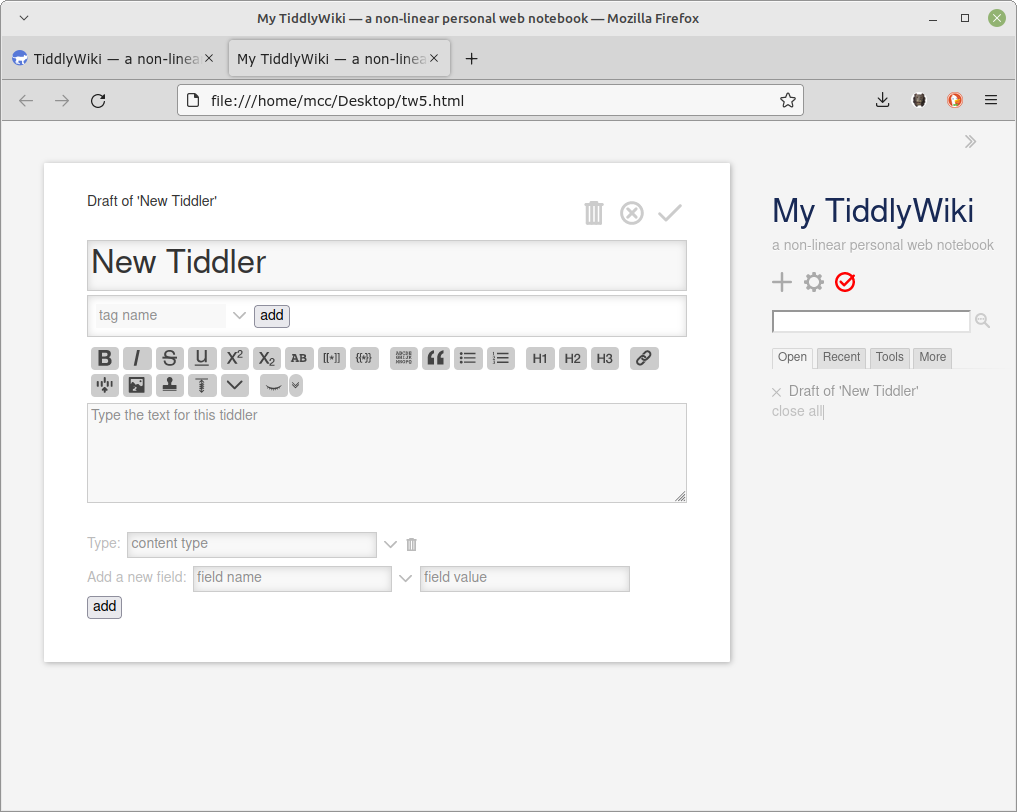 My TiddlyWiki — a non-linear personal web notebook — Mozilla Firefox
TiddlyWiki — a non-linea
My TiddlyWiki — a non-linea
file:///home/mcc/Desktop/tw5.html
Draft of 'New Tiddler'
New Tiddler
tag name
add
B I S U X² X₂ AB [[*]] {{*}} H1 H2 H3
Type the text for this tiddler
Type: content type
Add a new field: field name field value
add
My TiddlyWiki
a non-linear personal web notebook
Open Recent Tools More
Draft of 'New Tiddler'
close all